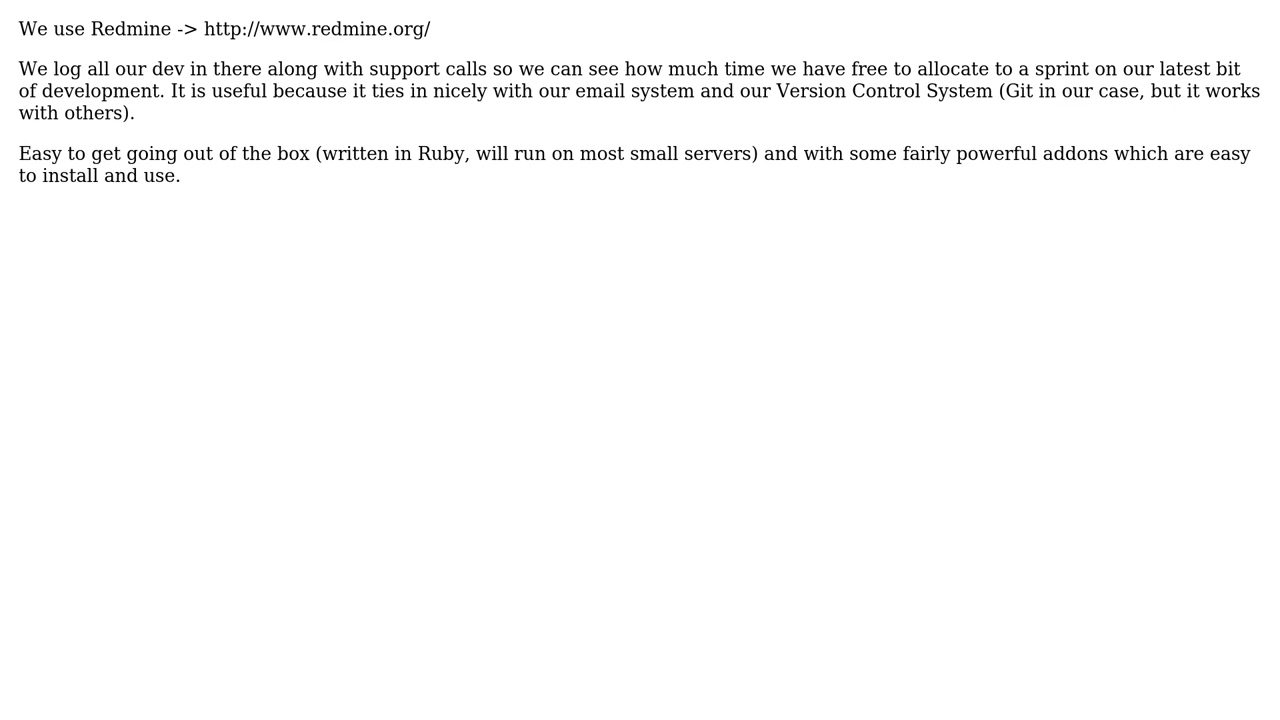 We use Redmine -> http://www.redmine.org/
We log all our dev in there along with support calls so we can see how much time we have free to allocate to a sprint on our latest bit
of development. It is useful because it ties in nicely with our email system and our Version Control System (Git in our case, but it works
with others).
Easy to get going out of the box (written in Ruby, will run on most small servers) and with some fairly powerful addons which are easy
to install and use.